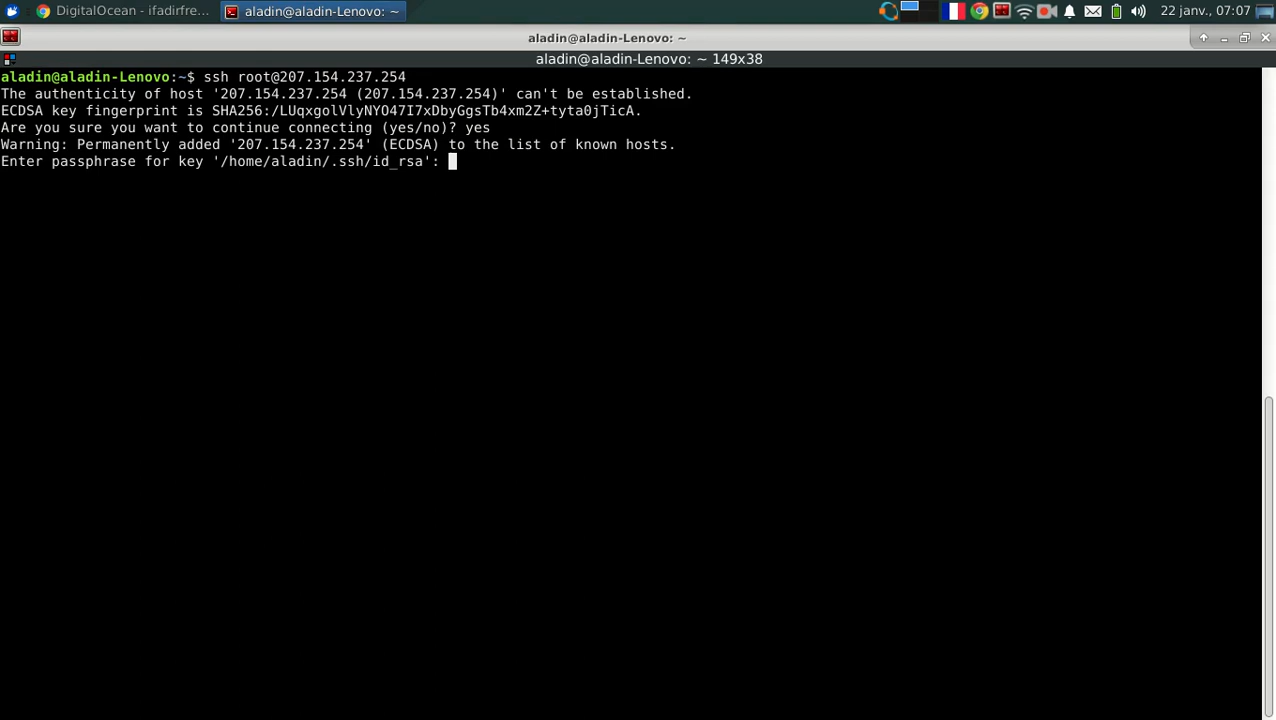 DigitalOcean - ifadirfre...
aladin@aladin-Lenovo: ~
22 janv., 07:07
aladin@aladin-Lenovo: ~
aladin@aladin-Lenovo: ~ 149x38
aladin@aladin-Lenovo:~$ ssh root@207.154.237.254
The authenticity of host '207.154.237.254 (207.154.237.254)' can't be established.
ECDSA key fingerprint is SHA256:/LUqxgolVlyNYO47I7xDbyGgsTb4xm2Z+tyta0jTicA.
Are you sure you want to continue connecting (yes/no)? yes
Warning: Permanently added '207.154.237.254' (ECDSA) to the list of known hosts.
Enter passphrase for key '/home/aladin/.ssh/id_rsa':